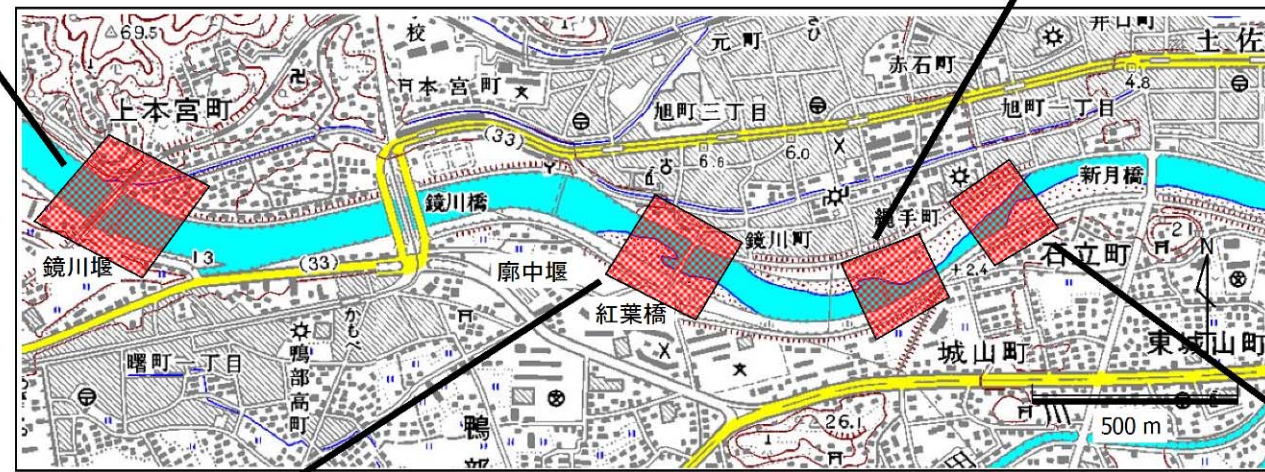 69.5
校
元町
井口町
土佐
赤石町
4.8
本宮町
上本宮町
旭町三丁目
旭町一丁目
(33)
6.6
6.0
新月橋
鏡川橋
縄手町
21
N
鏡川町
石立町
13
(33)
鏡川堰
廓中堰
+2.4
紅葉橋
かもべ
城山町
東城山町
曙町一丁目
鴨部高町
鴨部
26.1
500 m